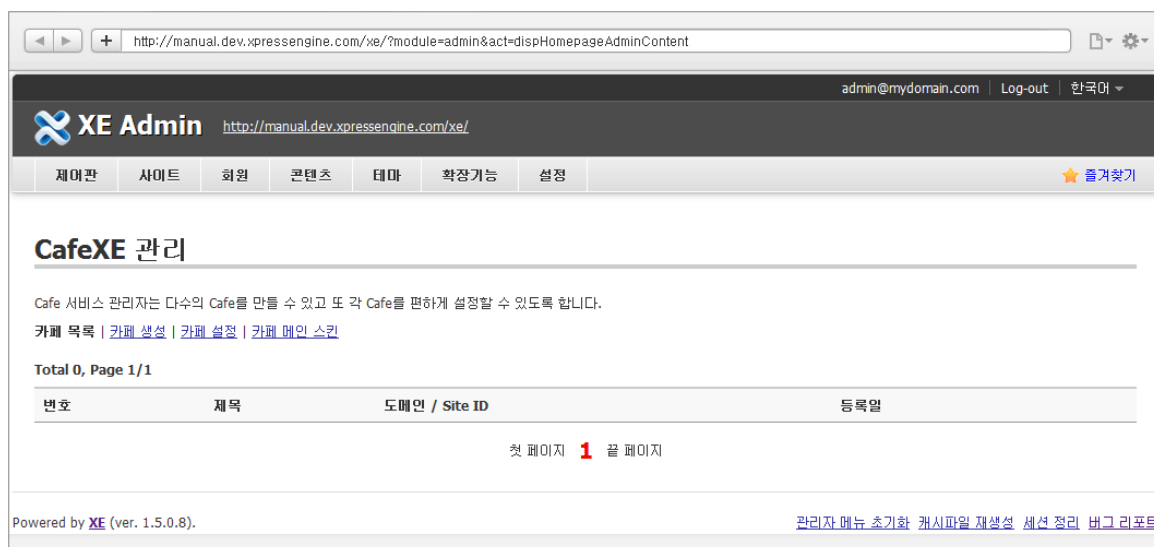 http://manual.dev.xpressengine.com/xe/?module=admin&act=dispHomepageAdminContent
admin@mydomain.com | Log-out | 한국어
XE Admin http://manual.dev.xpressengine.com/xe/
제어판 사이트 회원 콘텐츠 테마 확장기능 설정 즐겨찾기
CafeXE 관리
Cafe 서비스 관리자는 다수의 Cafe를 만들 수 있고 또 각 Cafe를 편하게 설정할 수 있도록 합니다.
카페 목록 | 카페 생성 | 카페 설정 | 카페 메인 스킨
Total 0, Page 1/1
번호 제목 도메인 / Site ID 등록일
첫 페이지 1 끝 페이지
Powered by XE (ver. 1.5.0.8). 관리자 메뉴 초기화 캐시파일 재생성 세션 정리 버그 리포트